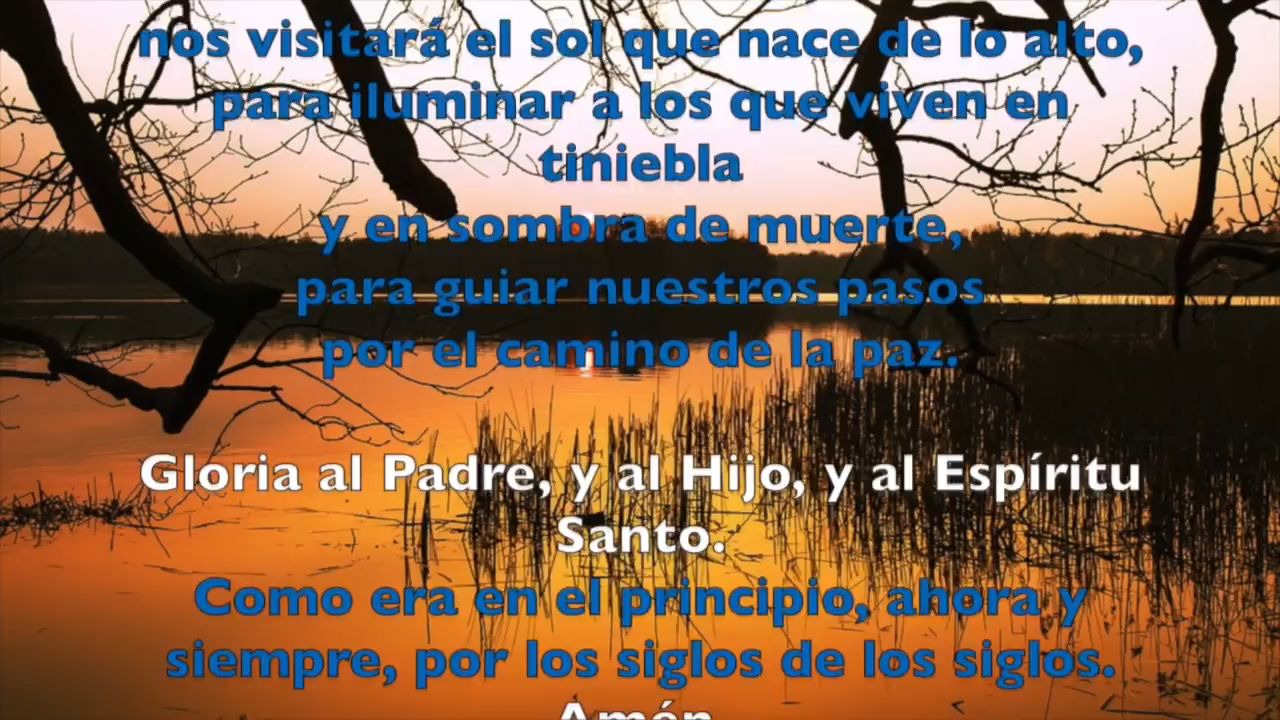 nos visitará el sol que nace de lo alto,
para iluminar a los que viven en
tiniebla
y en sombra de muerte,
para guiar nuestros pasos
por el camino de la paz.
Gloria al Padre, y al Hijo, y al Espíritu
Santo.
Como era en el principio, ahora y
siempre, por los siglos de los siglos.
Amén